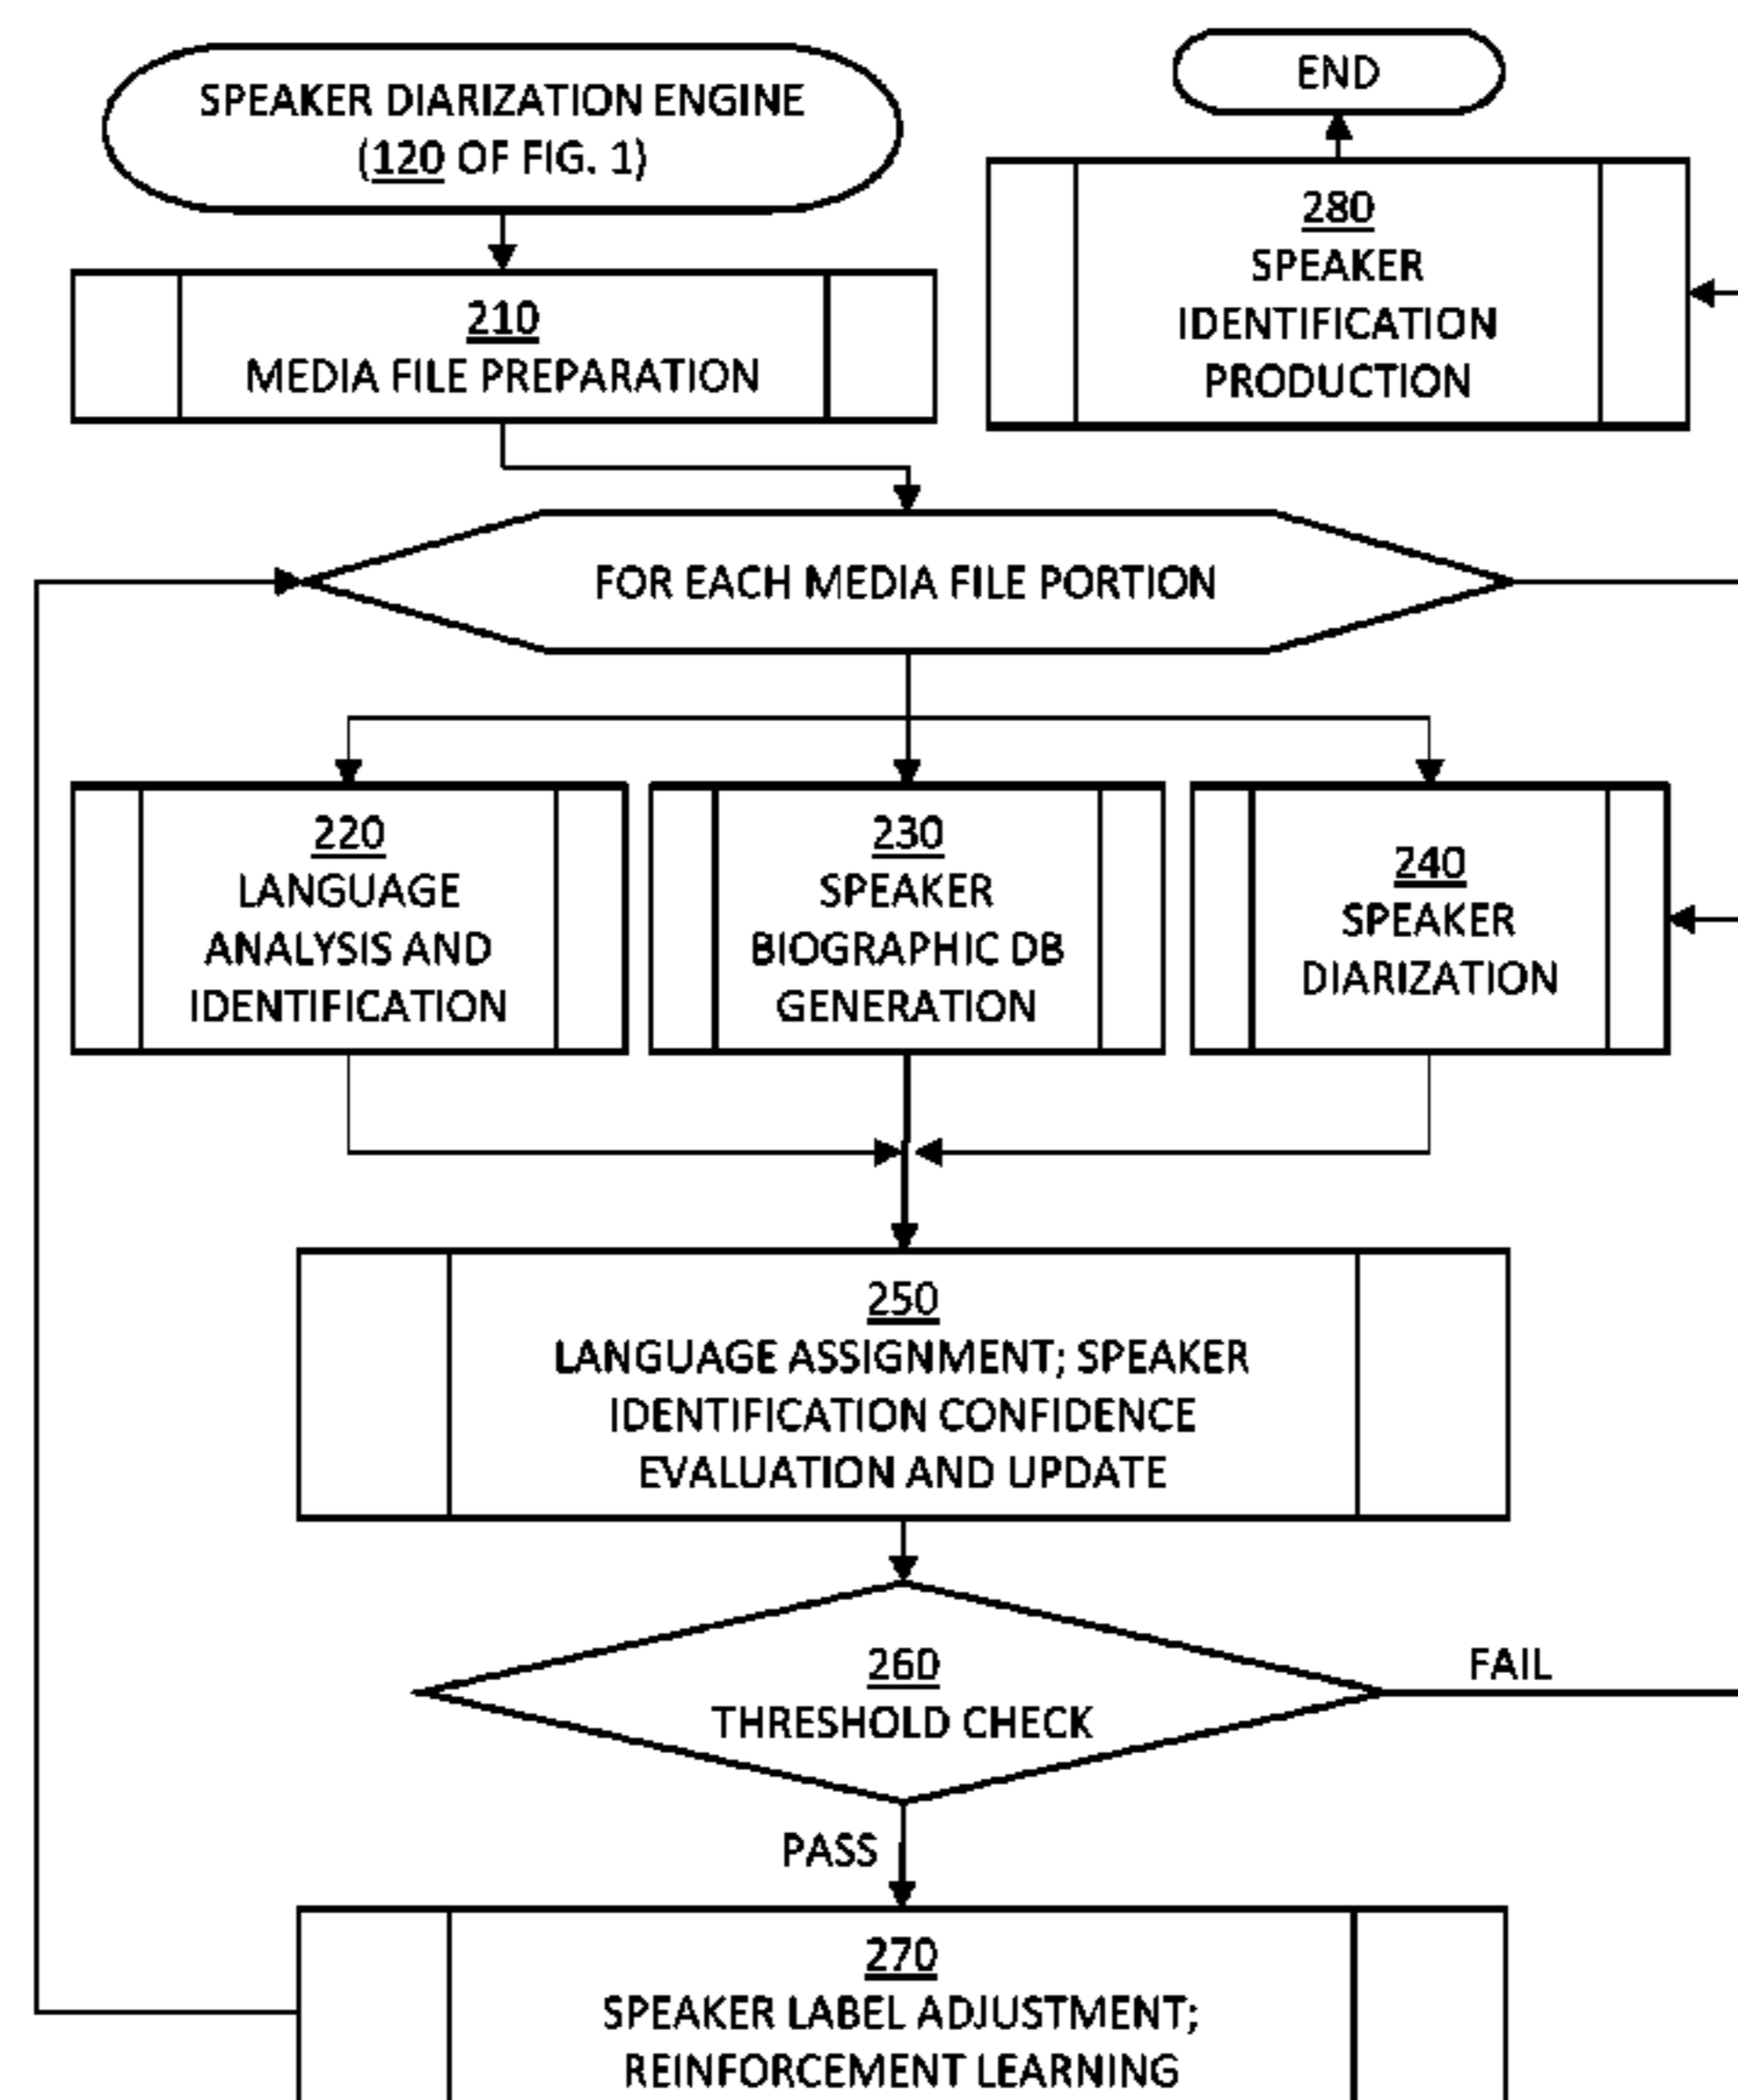 SPEAKER DIARIZATION ENGINE
(120 OF FIG. 1)
END
280
SPEAKER
IDENTIFICATION
PRODUCTION
210
MEDIA FILE PREPARATION
FOR EACH MEDIA FILE PORTION
220
LANGUAGE
ANALYSIS AND
IDENTIFICATION
230
SPEAKER
BIOGRAPHIC DB
GENERATION
240
SPEAKER
DIARIZATION
250
LANGUAGE ASSIGNMENT; SPEAKER
IDENTIFICATION CONFIDENCE
EVALUATION AND UPDATE
260
THRESHOLD CHECK
FAIL
PASS
270
SPEAKER LABEL ADJUSTMENT;
REINFORCEMENT LEARNING